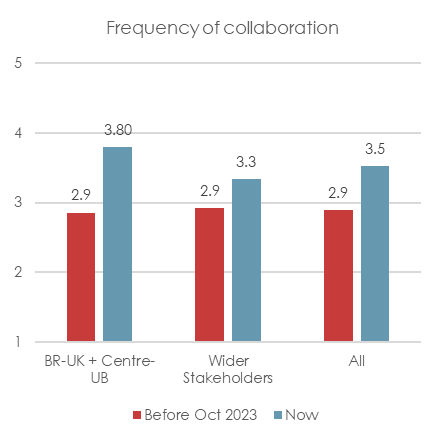 Frequency of collaboration
5
4
3
2
1
2.9
3.80
2.9
3.3
2.9
3.5
BR-UK + Centre-
UB
Wider
Stakeholders
All
Before Oct 2023
Now